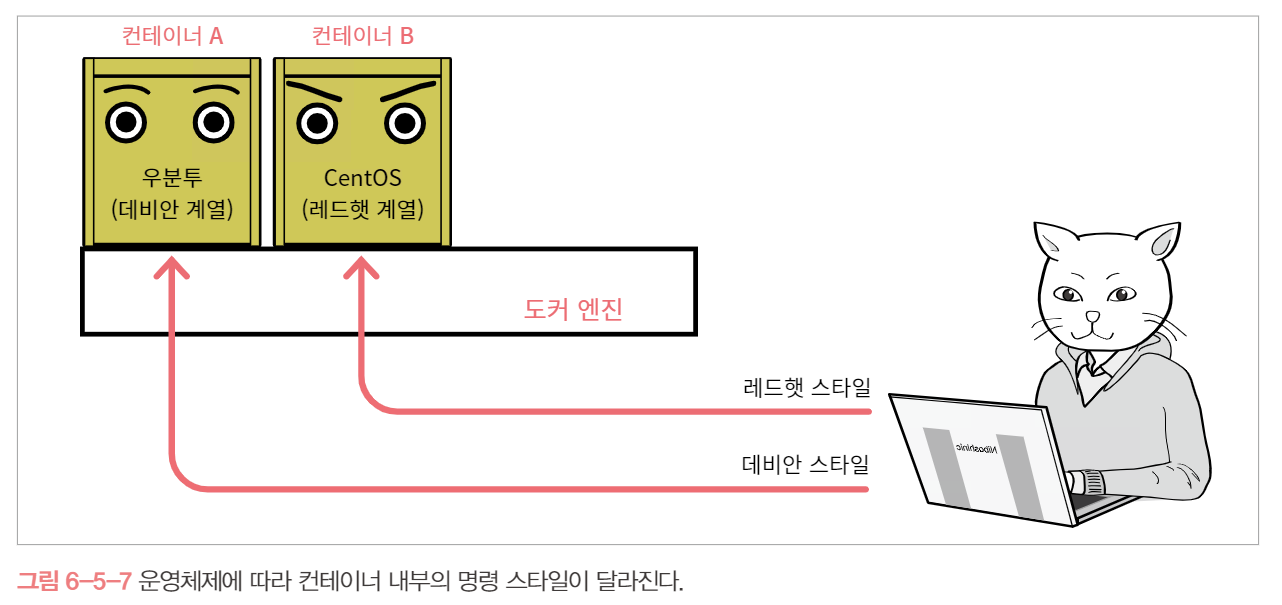 컨테이너 A
컨테이너 B
우분투
(데비안 계열)
CentOS
(레드햇 계열)
도커 엔진
레드햇 스타일
데비안 스타일
그림 6-5-7 운영체제에 따라 컨테이너 내부의 명령 스타일이 달라진다.